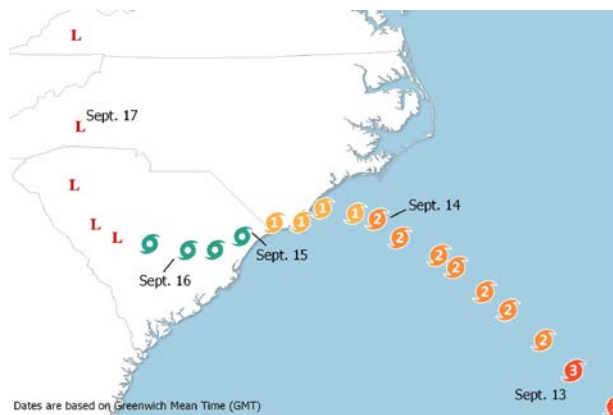 L
Sept. 17
L
L
1
1
1
1
2
Sept. 14
L
L
2
Sept. 15
2
2
Sept. 16
2
2
2
3
Sept. 13
Dates are based on Greenwich Mean Time (GMT)